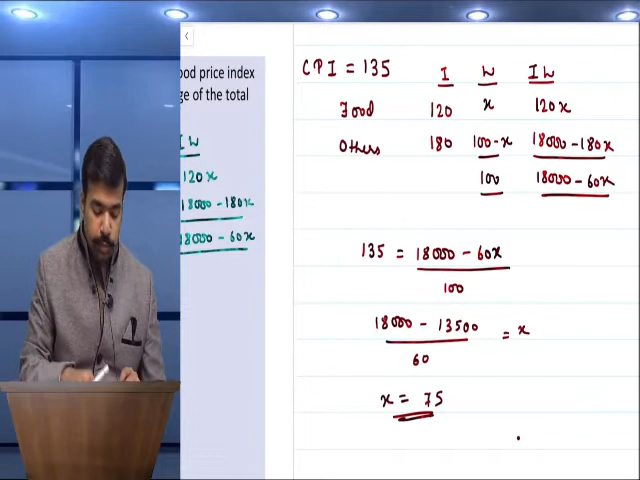 ood price index
ge of the total
IW
120x
18000 - 180x
18000 - 60x
CPI = 135
I W IW
Food 120 x 120x
Others 180 100-x 18000 - 180x
100 18000 - 60x
135 = 18000 - 60x
100
18000 - 13500 = x
60
x = 75